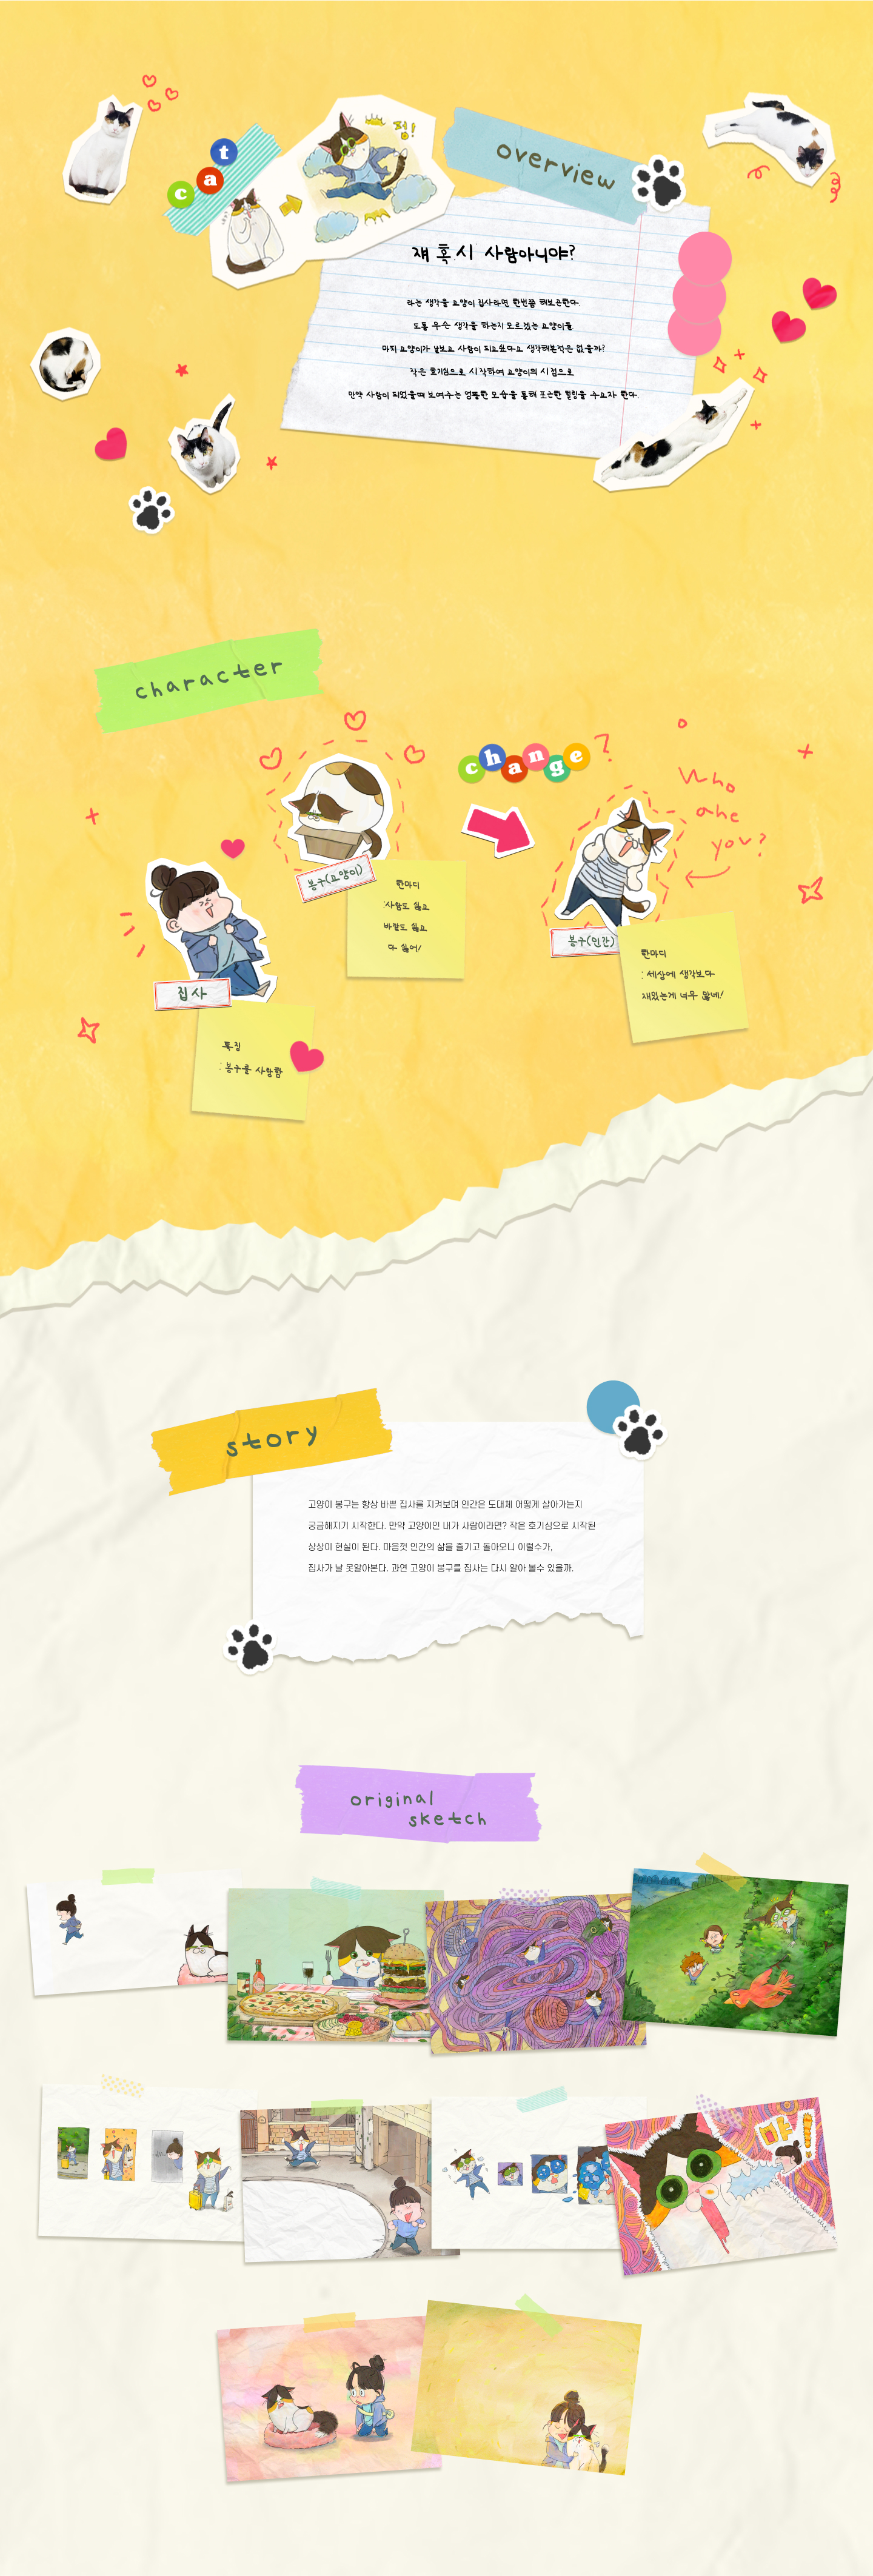 cat
점!
overview
쟤 혹시 사람아니야?
라는 생각을 고양이 집사라면 한번쯤 해보곤한다.
도통 무슨 생각을 하는지 모르겠는 고양이들.
마치 고양이가 날보고 사람이 되고싶다고 생각해본적은 없을까?
작은 호기심으로 시작하여 고양이의 시점으로
만약 사람이 되었을때 보여주는 엉뚱한 모습을 통해 포근한 힐링을 주고자 한다.
character
change?
who
are
you?
봉구(고양이)
한마디
:사람도 싫고
바람도 싫고
다 싫어!
봉구(인간)
한마디
: 세상에 생각보다
재밌는게 너무 많네!
집사
특징
: 봉구를 사랑함
story
고양이 봉구는 항상 바쁜 집사를 지켜보며 인간은 도대체 어떻게 살아가는지
궁금해지기 시작한다. 만약 고양이인 내가 사람이라면? 작은 호기심으로 시작된
상상이 현실이 된다. 마음껏 인간의 삶을 즐기고 돌아오니 이럴수가,
집사가 날 못알아본다. 과연 고양이 봉구를 집사는 다시 알아 볼수 있을까.
original
sketch
마!